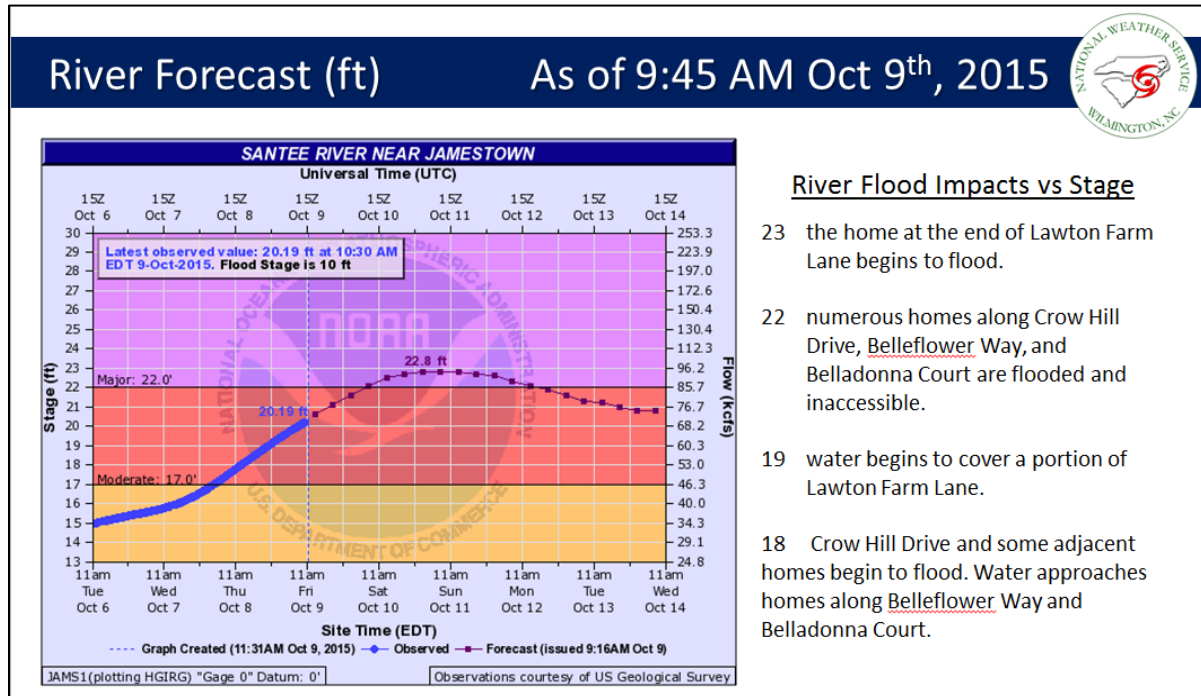 River Forecast (ft)
As of 9:45 AM Oct 9th, 2015
NATIONAL WEATHER SERVICE
WILMINGTON, NC
SANTEE RIVER NEAR JAMESTOWN
Universal Time (UTC)
15Z 15Z 15Z 15Z 15Z 15Z 15Z 15Z 15Z
Oct 6 Oct 7 Oct 8 Oct 9 Oct 10 Oct 11 Oct 12 Oct 13 Oct 14
Latest observed value: 20.19 ft at 10:30 AM
EDT 9-Oct-2015. Flood Stage is 10 ft
Stage (ft)
30
29
28
27
26
25
24
23
22
21
20
19
18
17
16
15
14
13
Major: 22.0'
Moderate: 17.0'
20.19 ft
22.8 ft
NOAA
U.S. DEPARTMENT OF COMMERCE
Flow (kcfs)
253.3
223.9
197.0
172.6
150.4
130.4
112.3
96.2
85.7
76.7
68.2
60.3
53.0
46.3
40.0
34.3
29.1
24.8
11am 11am 11am 11am 11am 11am 11am 11am 11am
Tue Wed Thu Fri Sat Sun Mon Tue Wed
Oct 6 Oct 7 Oct 8 Oct 9 Oct 10 Oct 11 Oct 12 Oct 13 Oct 14
Site Time (EDT)
Graph Created (11:31AM Oct 9, 2015) Observed Forecast (issued 9:16AM Oct 9)
JAMS1(plotting HGIRG) "Gage 0" Datum: 0'
Observations courtesy of US Geological Survey
River Flood Impacts vs Stage
23 the home at the end of Lawton Farm
Lane begins to flood.
22 numerous homes along Crow Hill
Drive, Belleflower Way, and
Belladonna Court are flooded and
inaccessible.
19 water begins to cover a portion of
Lawton Farm Lane.
18 Crow Hill Drive and some adjacent
homes begin to flood. Water approaches
homes along Belleflower Way and
Belladonna Court.